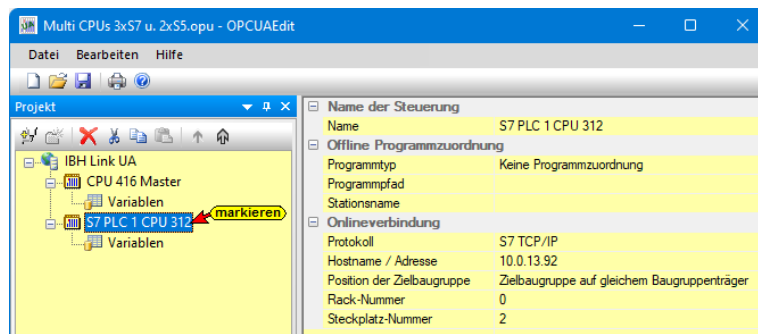 Multi CPUs 3xS7 u. 2xS5.opu - OPCUAEdit
Datei Bearbeiten Hilfe
Projekt
IBH Link UA
CPU 416 Master
Variablen
S7 PLC 1 CPU 312
markieren
Variablen
Name der Steuerung
Name S7 PLC 1 CPU 312
Offline Programmzuordnung
Programmtyp Keine Programmzuordnung
Programmpfad
Stationsname
Onlineverbindung
Protokoll S7 TCP/IP
Hostname / Adresse 10.0.13.92
Position der Zielbaugruppe Zielbaugruppe auf gleichem Baugruppenträger
Rack-Nummer 0
Steckplatz-Nummer 2